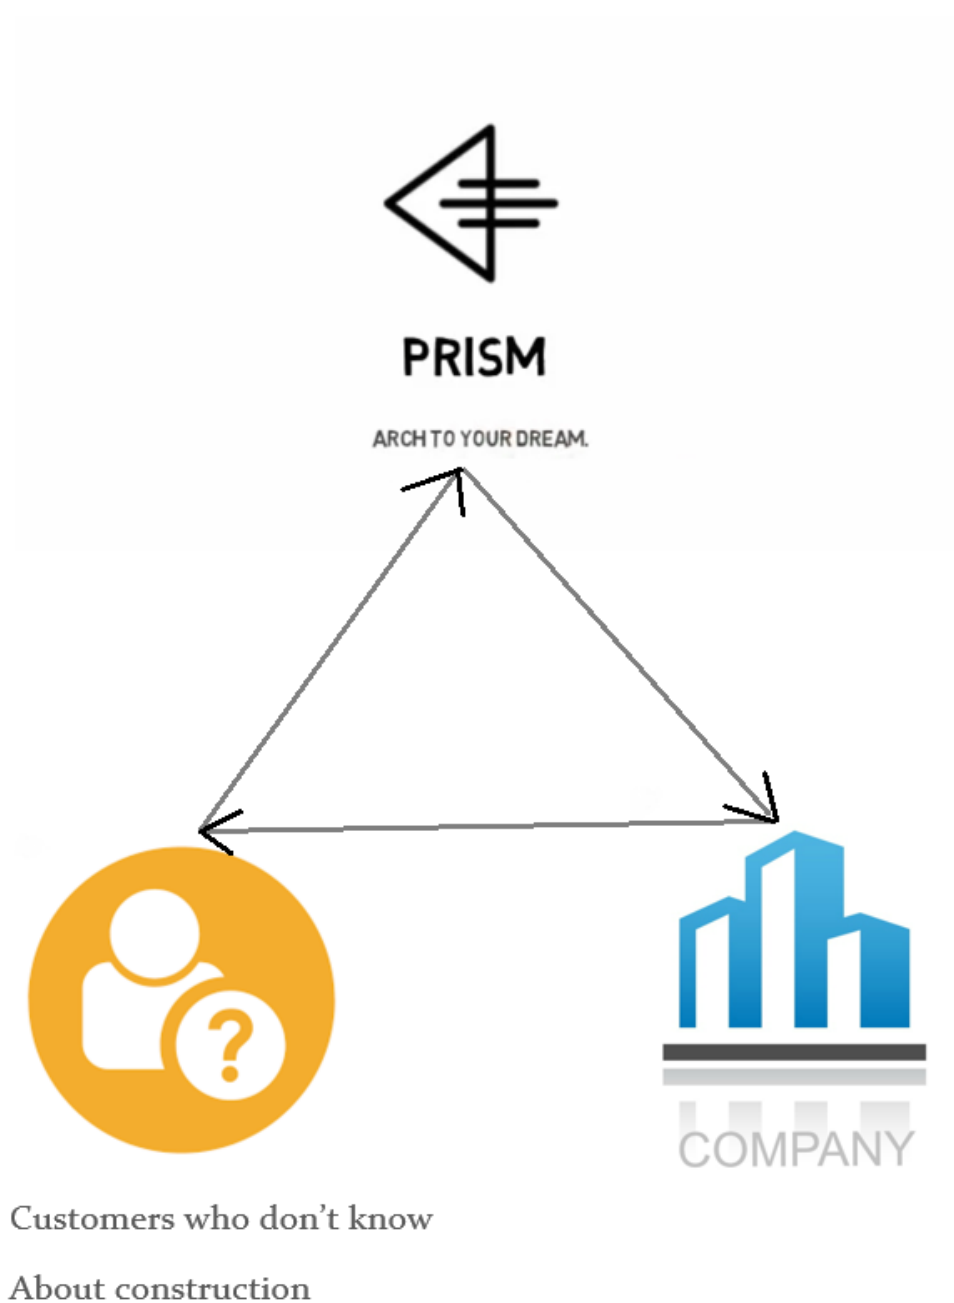 PRISM
ARCH TO YOUR DREAM.
?
COMPANY
Customers who don't know
About construction